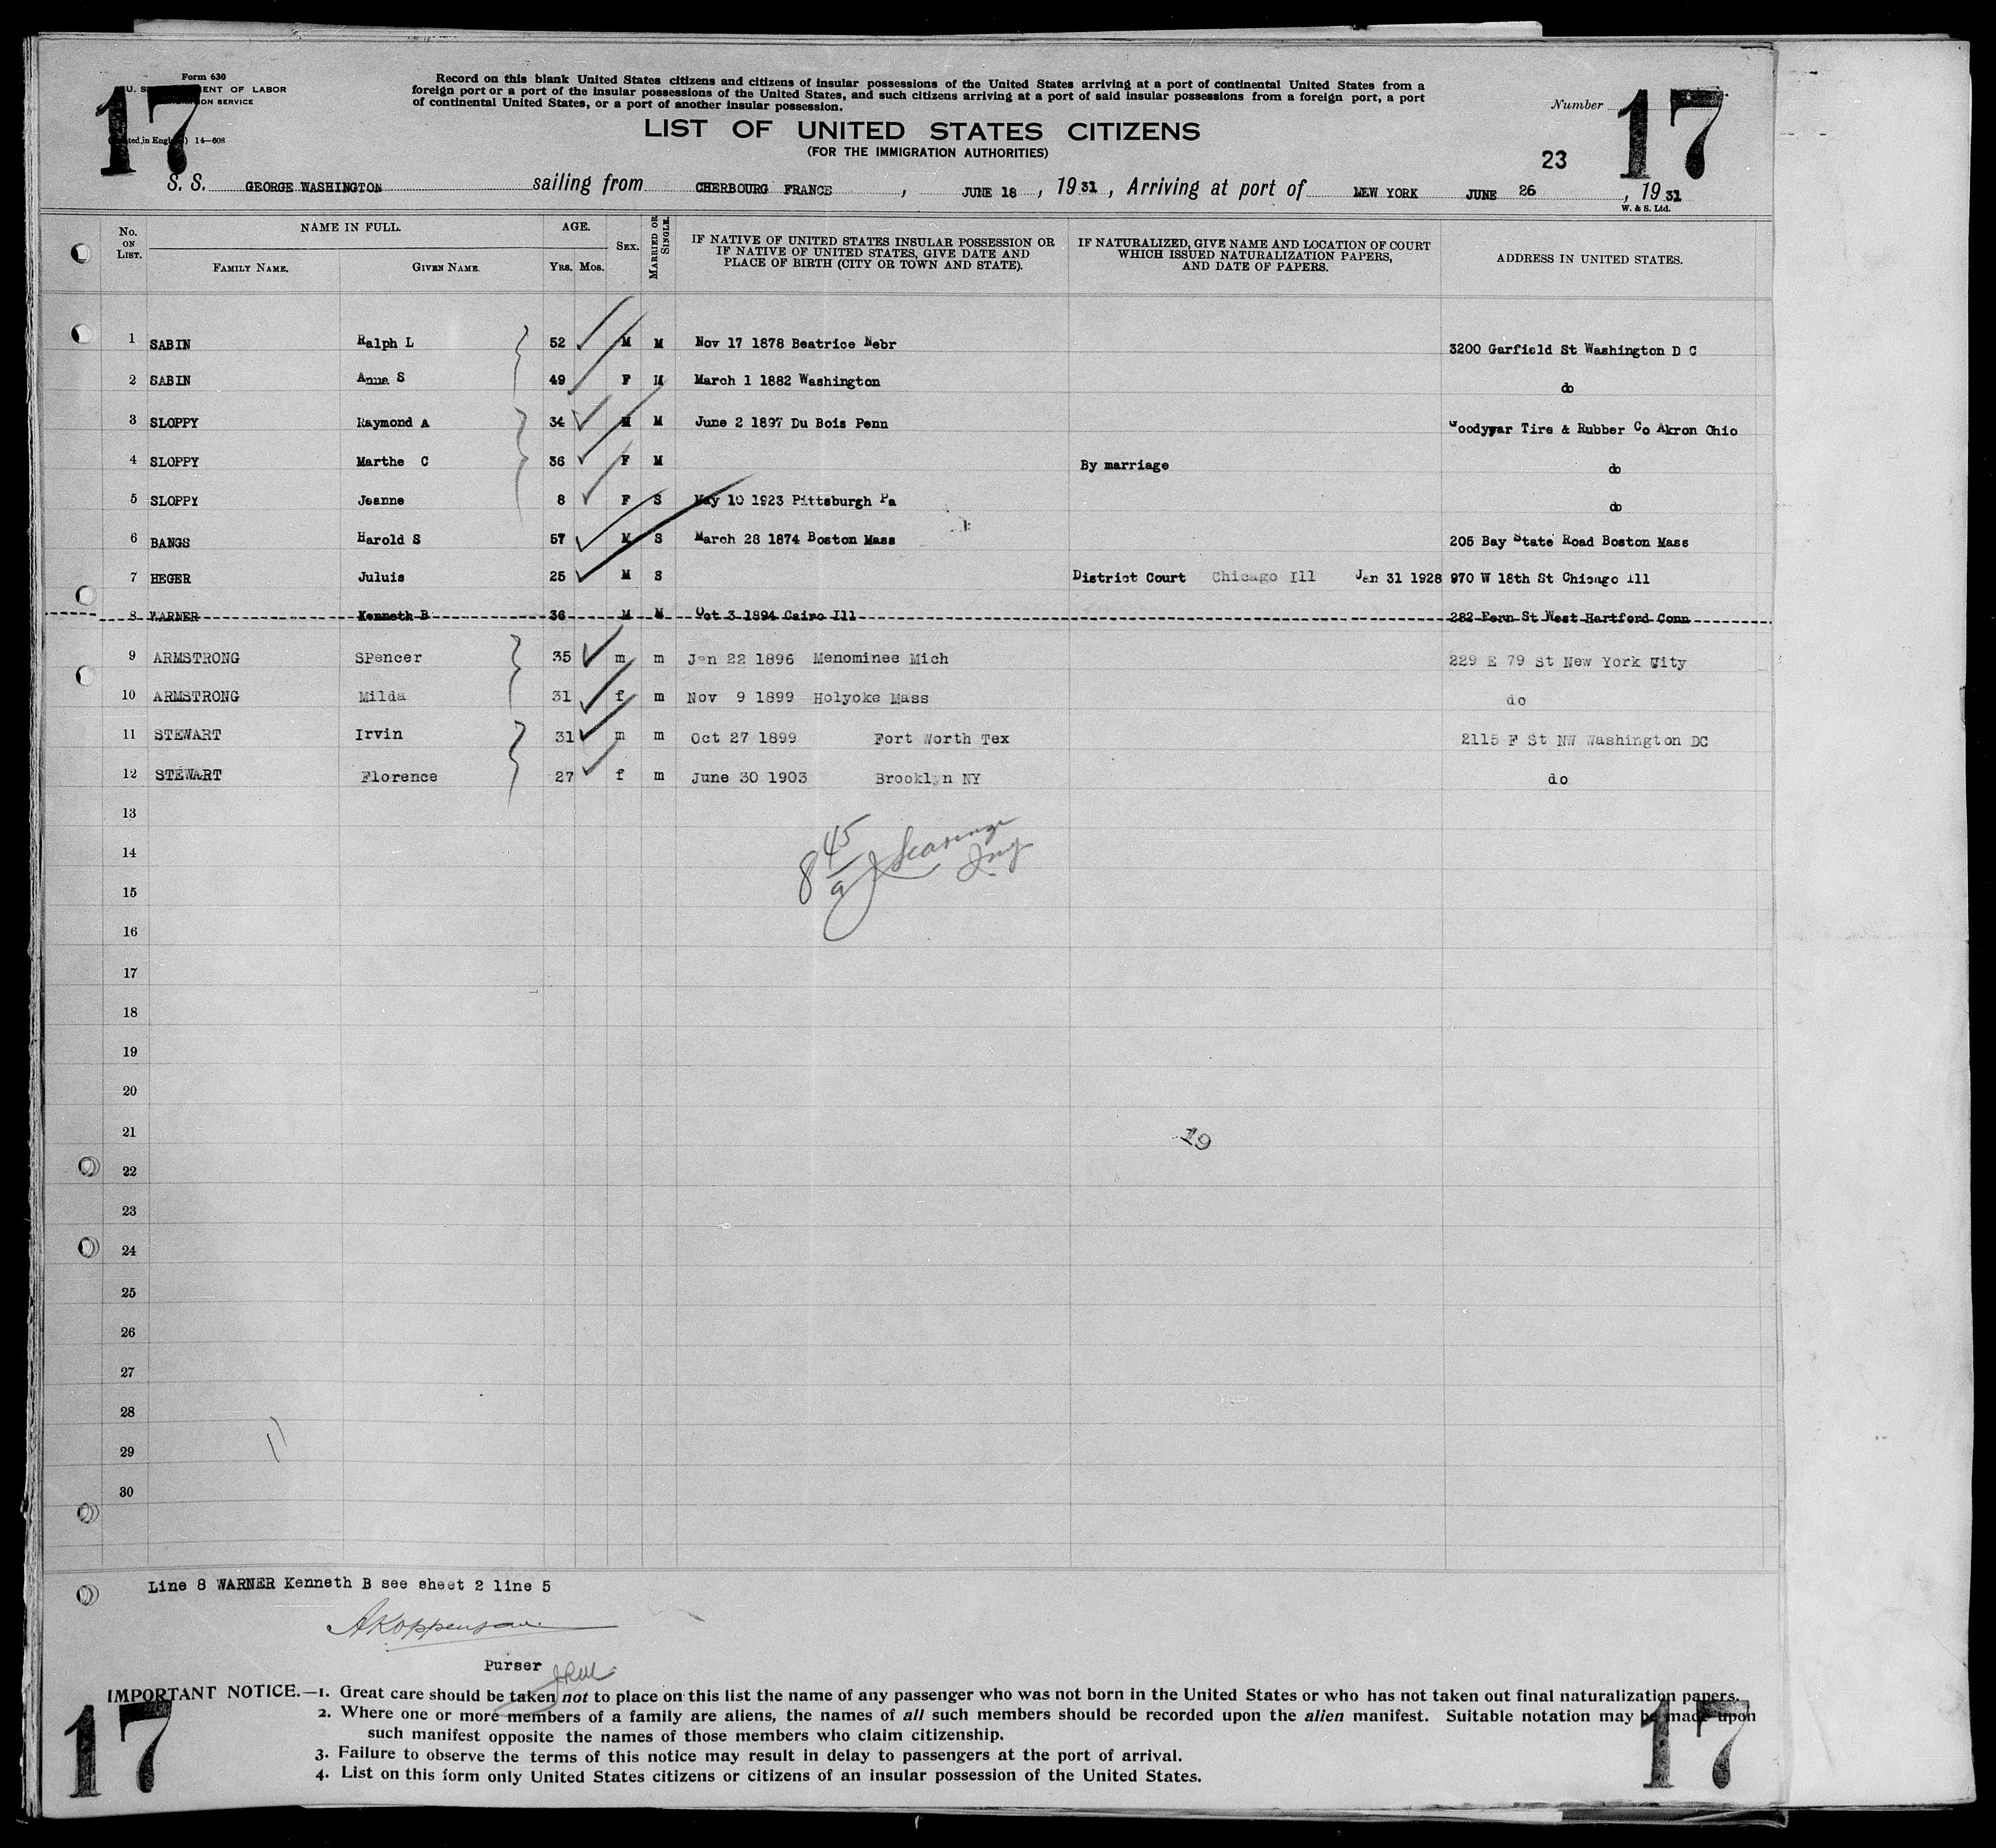 Form 630
U. S. DEPARTMENT OF LABOR
IMMIGRATION SERVICE
(Printed in England) 14—608
17
Record on this blank United States citizens and citizens of insular possessions of the United States arriving at a port of continental United States from a
foreign port or a port of the insular possessions of the United States, and such citizens arriving at a port of said insular possessions from a foreign port, a port
of continental United States, or a port of another insular possession.
Number 17
LIST OF UNITED STATES CITIZENS
(FOR THE IMMIGRATION AUTHORITIES)
23
S. S. GEORGE WASHINGTON sailing from CHERBOURG FRANCE , JUNE 18 , 1931 , Arriving at port of NEW YORK JUNE 26 , 1931
W. & S. Ltd.
No. ON LIST. NAME IN FULL. AGE. SEX. MARRIED OR SINGLE. IF NATIVE OF UNITED STATES INSULAR POSSESSION OR IF NATIVE OF UNITED STATES, GIVE DATE AND PLACE OF BIRTH (CITY OR TOWN AND STATE). IF NATURALIZED, GIVE NAME AND LOCATION OF COURT WHICH ISSUED NATURALIZATION PAPERS, AND DATE OF PAPERS. ADDRESS IN UNITED STATES.
FAMILY NAME. GIVEN NAME. YRS. MOS.
1 SABIN Ralph L 52 M M Nov 17 1878 Beatrice Nebr 3200 Garfield St Washington D C
2 SABIN Anna S 49 F M March 1 1882 Washington do
3 SLOPPY Raymond A 34 M M June 2 1897 Du Bois Penn Goodyear Tire & Rubber Co Akron Ohio
4 SLOPPY Marthe C 36 F M By marriage do
5 SLOPPY Jeanne 8 F S May 10 1923 Pittsburgh Pa do
6 BANGS Harold S 57 M S March 28 1874 Boston Mass 205 Bay State Road Boston Mass
7 HEGER Juluis 25 M S District Court Chicago Ill Jan 31 1928 970 W 18th St Chicago Ill
8 WARNER Kenneth B 36 M M Oct 3 1894 Cairo Ill 282 Fern St West Hartford Conn
9 ARMSTRONG SPencer 35 m m Jan 22 1896 Menominee Mich 229 E 79 St New York City
10 ARMSTRONG Milda 31 f m Nov 9 1899 Holyoke Mass do
11 STEWART Irvin 31 m m Oct 27 1899 Fort Worth Tex 2115 F St NW Washington DC
12 STEWART Florence 27 f m June 30 1903 Brooklyn NY do
13
14
8 45/a
15
16
17
18
19
20
21
19
22
23
24
25
26
27
28
29
30
Line 8 WARNER Kenneth B see sheet 2 line 5
Purser
IMPORTANT NOTICE.—1. Great care should be taken not to place on this list the name of any passenger who was not born in the United States or who has not taken out final naturalization papers.
2. Where one or more members of a family are aliens, the names of all such members should be recorded upon the alien manifest. Suitable notation may be made upon
such manifest opposite the names of those members who claim citizenship.
3. Failure to observe the terms of this notice may result in delay to passengers at the port of arrival.
4. List on this form only United States citizens or citizens of an insular possession of the United States.
17
17